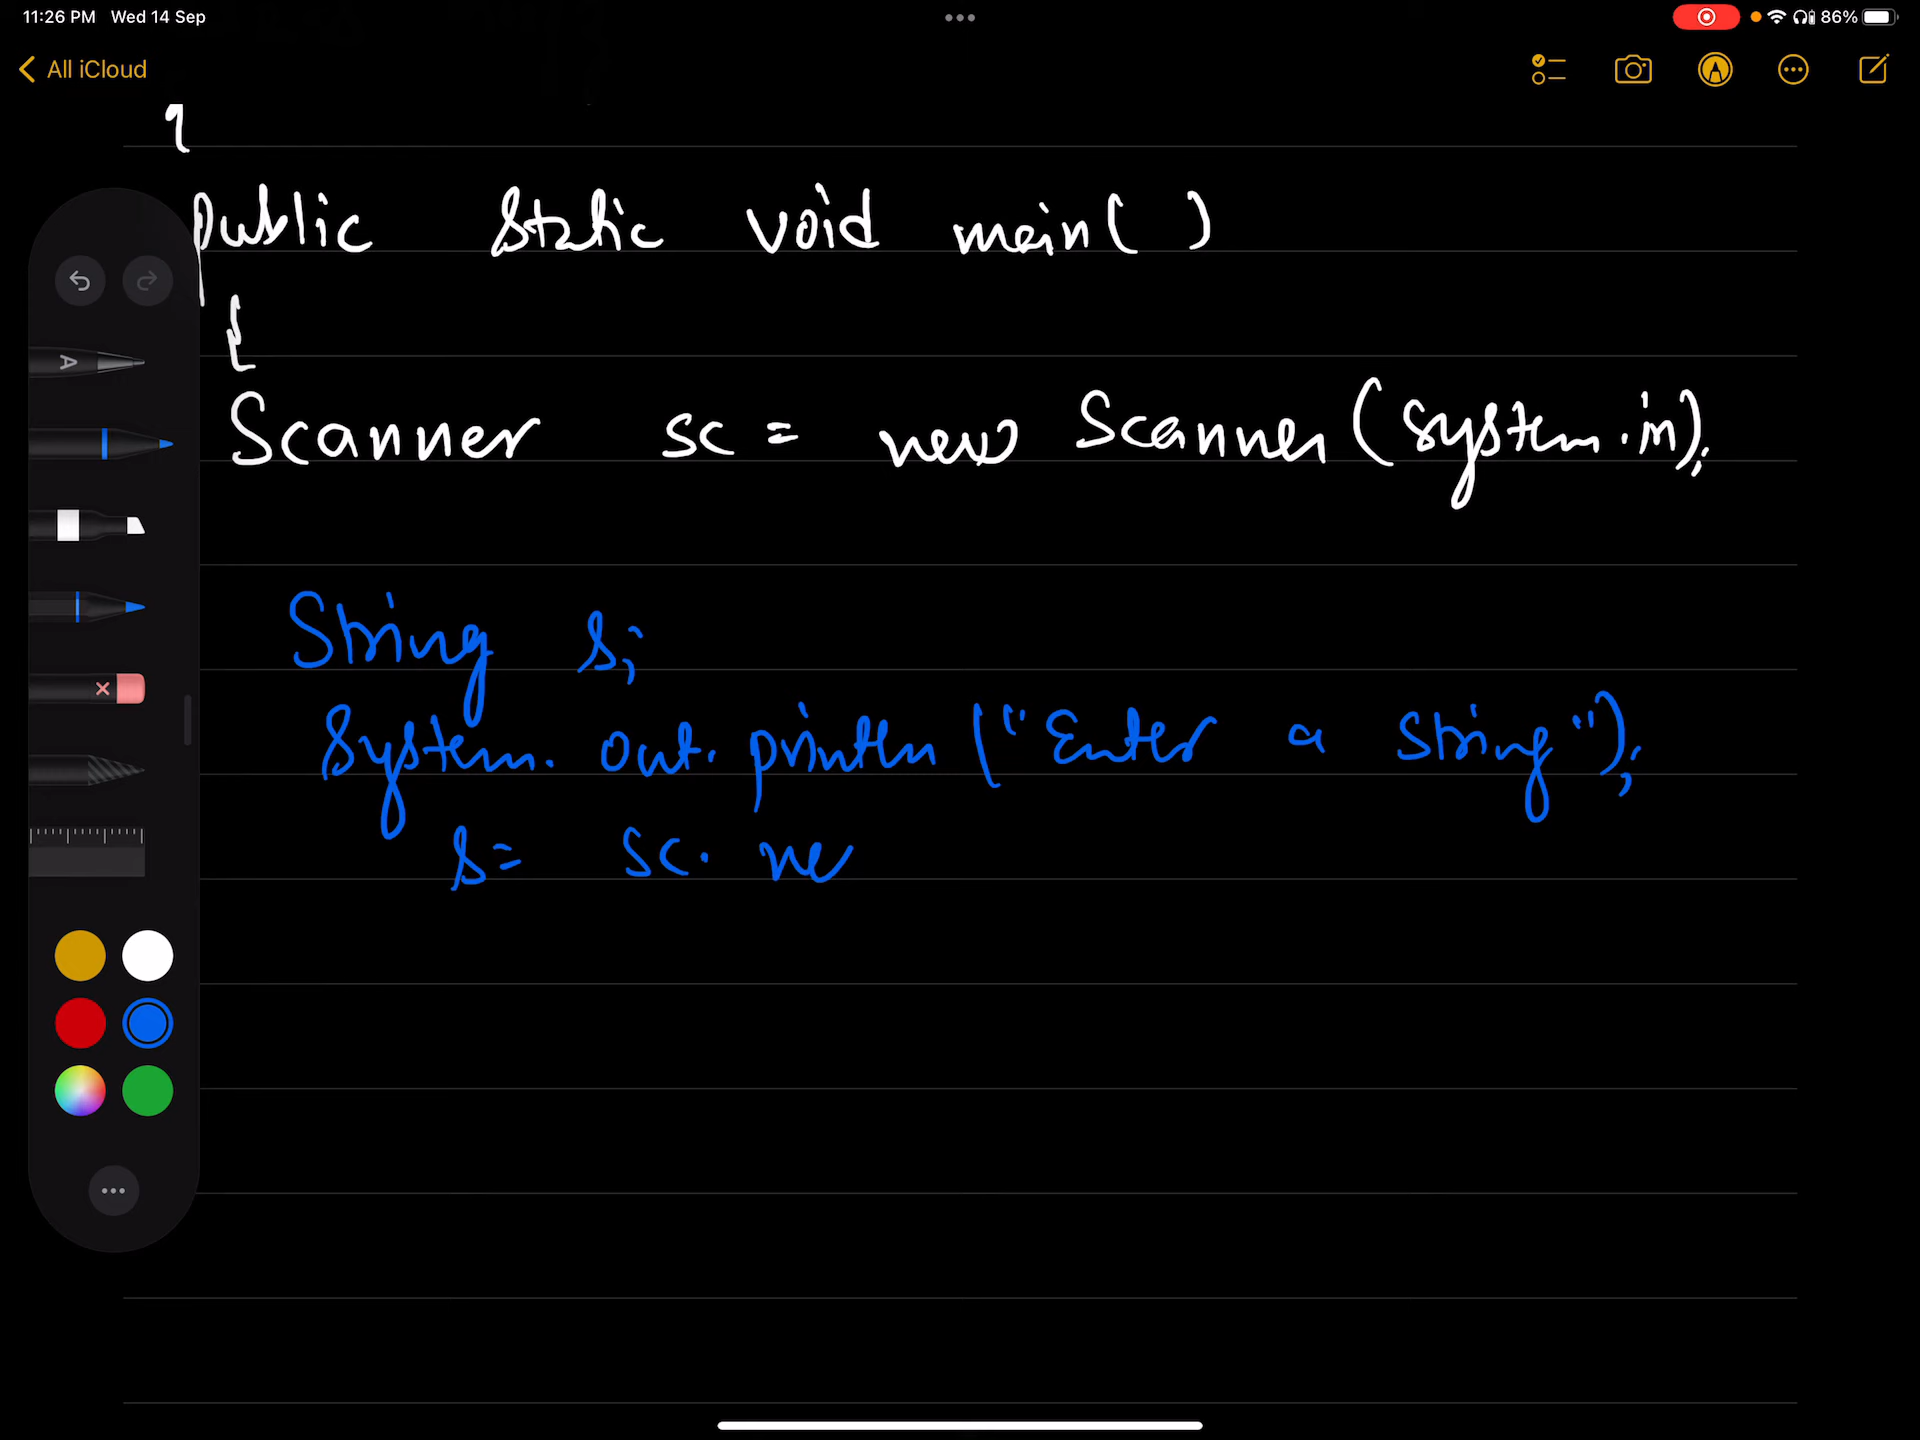 11:26 PM Wed 14 Sep
86%
All iCloud
{
public static void main( )
{
Scanner sc = new Scanner (System.in);
String s;
System. out. println ("Enter a string");
s= sc. ne